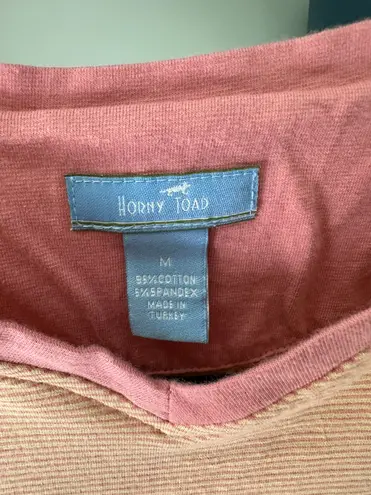 HORNY TOAD
M
95% COTTON
5% SPANDEX
MADE IN
TURKEY